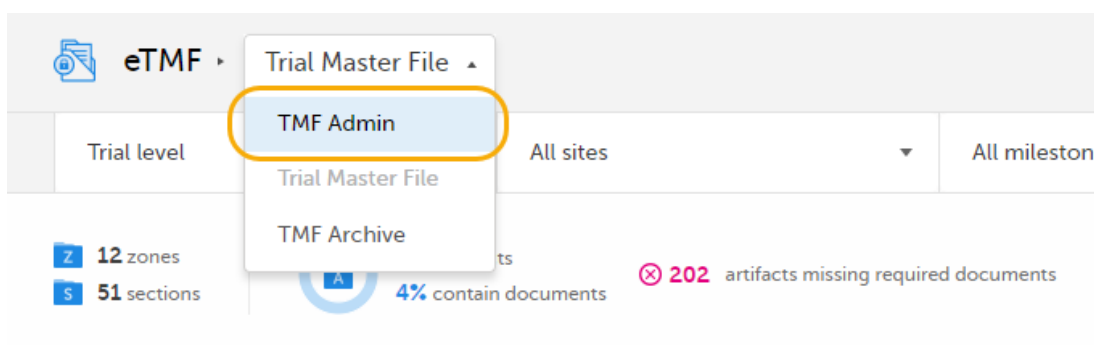 eTMF
Trial Master File
TMF Admin
Trial Master File
TMF Archive
Trial level
All sites
All mileston
Z 12 zones
S 51 sections
A
ts
4% contain documents
202 artifacts missing required documents